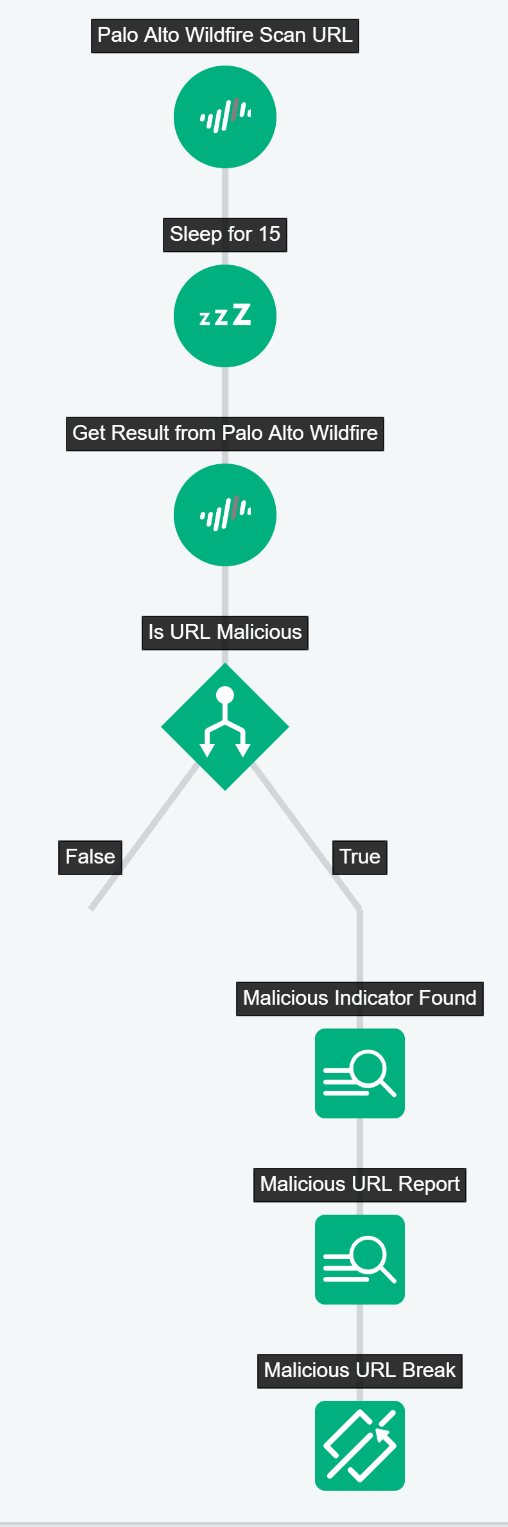 Palo Alto Wildfire Scan URL
Sleep for 15
zzZ
Get Result from Palo Alto Wildfire
Is URL Malicious
False
True
Malicious Indicator Found
Malicious URL Report
Malicious URL Break